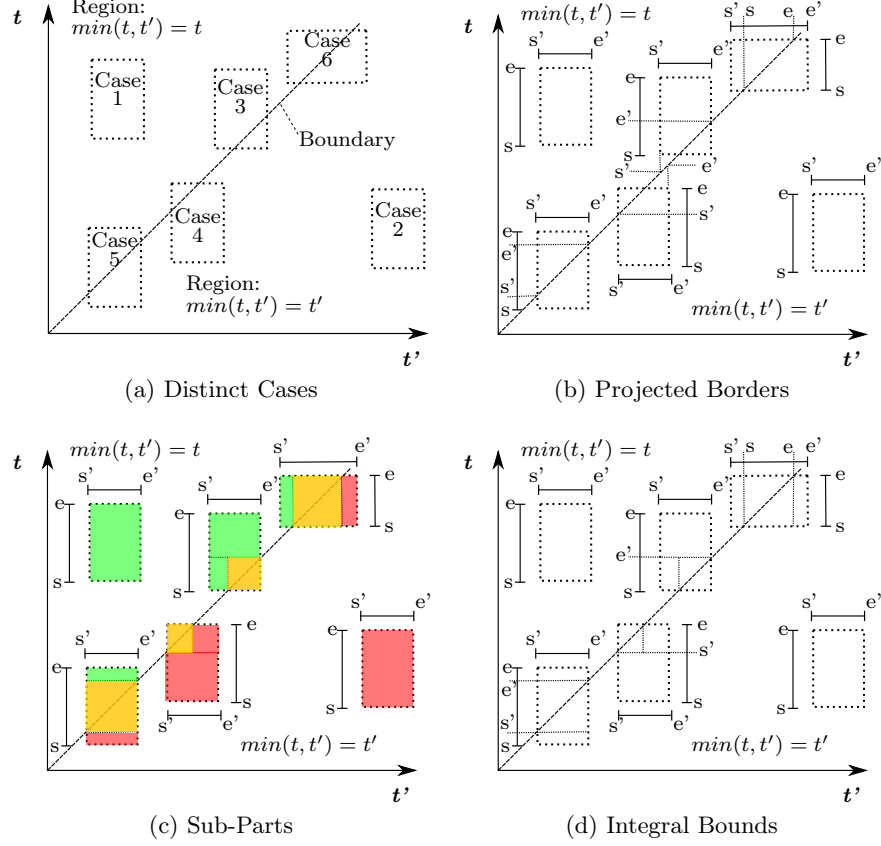 Region:
min(t, t′) = t
t
Case
1
Case
3
Case
6
Boundary
Case
5
Case
4
Case
2
Region:
min(t, t′) = t′
t'
(a) Distinct Cases
t
s' s e e'
s' e'
s' e'
e
s
e
e'
s
e
s
s'
e'
s' e'
e
e'
s'
s
e
s'
s
s' e'
s' e'
e
s
min(t, t′) = t′
t'
(b) Projected Borders
min(t, t′) = t
t
s' e'
s' e'
s' e'
e
s
e
s
e
s
s' e'
e
s
e
s
s' e'
s' e'
e
s
min(t, t′) = t′
t'
(c) Sub-Parts
min(t, t′) = t
t
s' s e e'
s' e'
s' e'
e
s
e
e'
s
e
s
s' e'
e
e'
s'
s
e
s'
s
s' e'
s' e'
e
s
min(t, t′) = t′
t'
(d) Integral Bounds